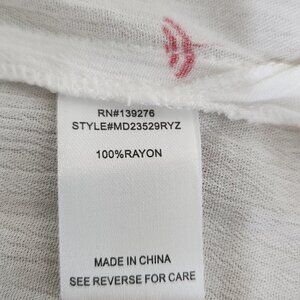 RN#139276
STYLE#MD23529RYZ
100%RAYON
MADE IN CHINA
SEE REVERSE FOR CARE